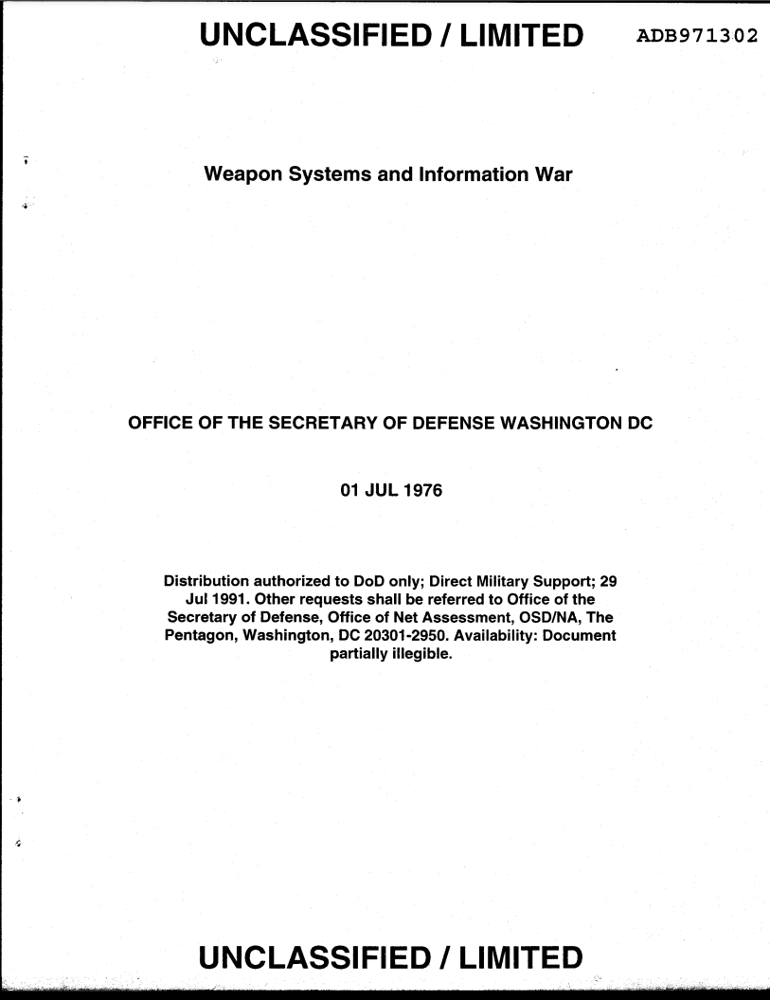 UNCLASSIFIED / LIMITED
ADB971302
Weapon Systems and Information War
OFFICE OF THE SECRETARY OF DEFENSE WASHINGTON DC
01 JUL 1976
Distribution authorized to DoD only; Direct Military Support; 29
Jul 1991. Other requests shall be referred to Office of the
Secretary of Defense, Office of Net Assessment, OSD/NA, The
Pentagon, Washington, DC 20301-2950. Availability: Document
partially illegible.
UNCLASSIFIED / LIMITED